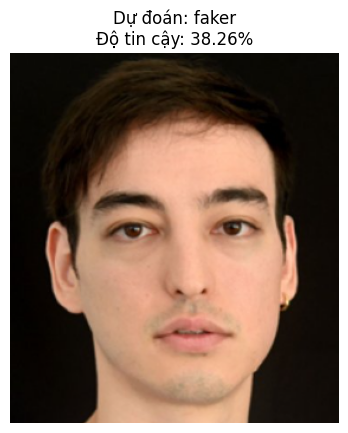 Dự đoán: faker
Độ tin cậy: 38.26%